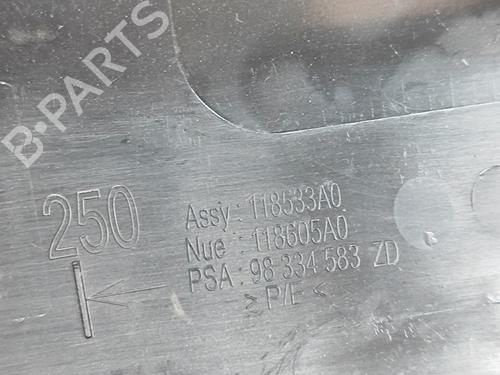 B-PARTS
250
Assy : 118533A0
Nue : 118605A0
PSA : 98 334 583 ZD
> P/E <